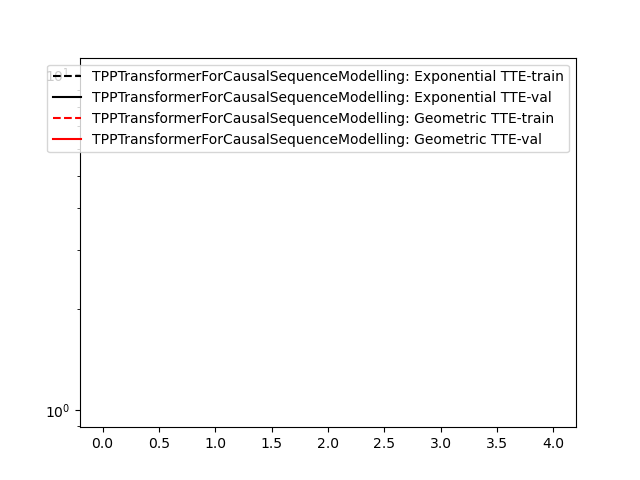 10¹
TPPTransformerForCausalSequenceModelling: Exponential TTE-train
TPPTransformerForCausalSequenceModelling: Exponential TTE-val
TPPTransformerForCausalSequenceModelling: Geometric TTE-train
TPPTransformerForCausalSequenceModelling: Geometric TTE-val
10⁰
0.0 0.5 1.0 1.5 2.0 2.5 3.0 3.5 4.0